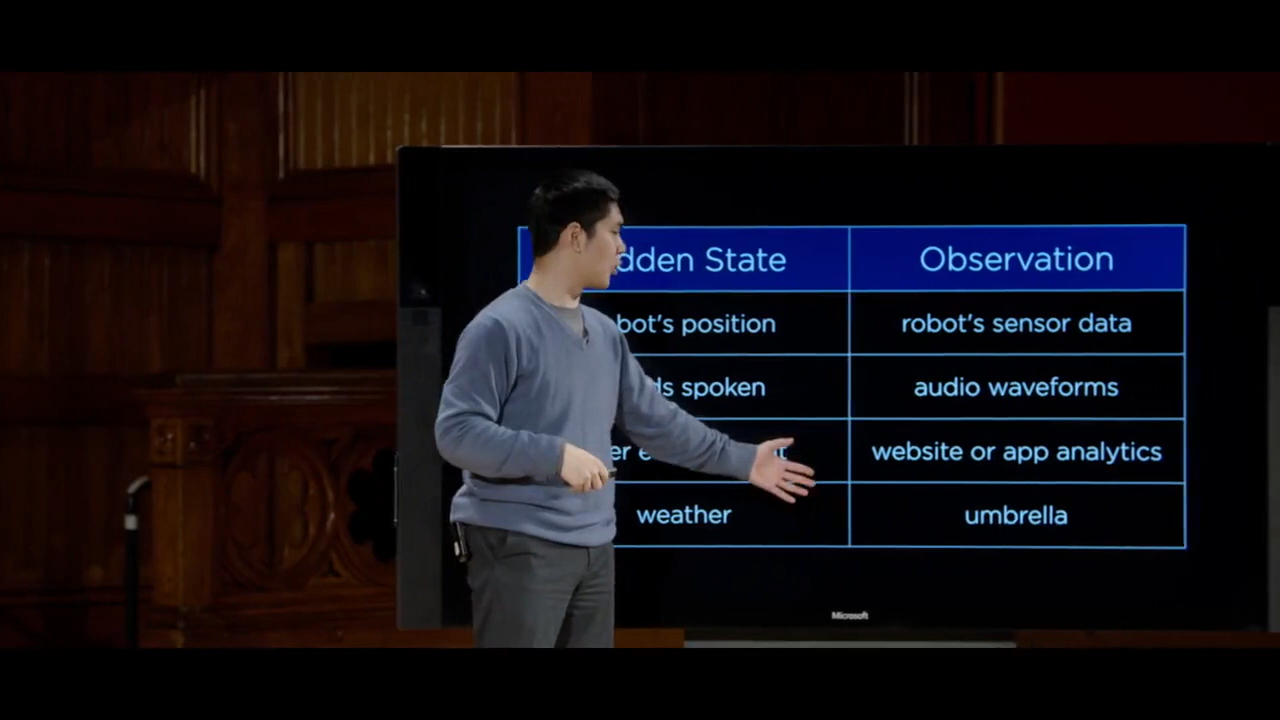 dden State Observation
bot's position robot's sensor data
ds spoken audio waveforms
er e t website or app analytics
weather umbrella
Microsoft